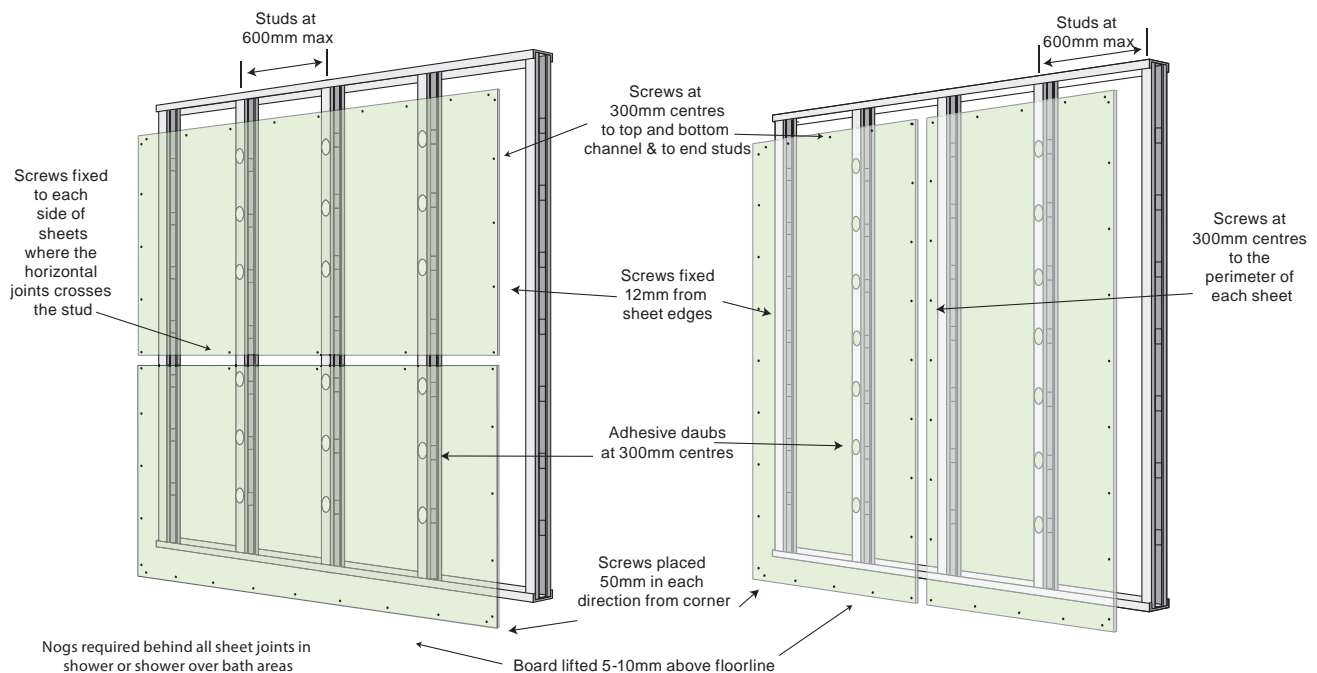 Studs at
600mm max
Studs at
600mm max
Screws at
300mm centres
to top and bottom
channel & to end studs
Screws fixed
to each
side of
sheets
where the
horizontal
joints crosses
the stud
Screws at
300mm centres
to the
perimeter of
each sheet
Screws fixed
12mm from
sheet edges
Adhesive daubs
at 300mm centres
Screws placed
50mm in each
direction from corner
Nogs required behind all sheet joints in
shower or shower over bath areas
Board lifted 5-10mm above floorline